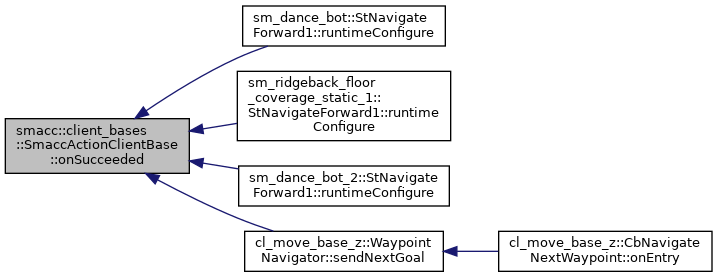 sm_dance_bot::StNavigate
Forward1::runtimeConfigure
sm_ridgeback_floor
_coverage_static_1::
StNavigateForward1::runtime
Configure
smacc::client_bases
::SmaccActionClientBase
::onSucceeded
sm_dance_bot_2::StNavigate
Forward1::runtimeConfigure
cl_move_base_z::Waypoint
Navigator::sendNextGoal
cl_move_base_z::CbNavigate
NextWaypoint::onEntry